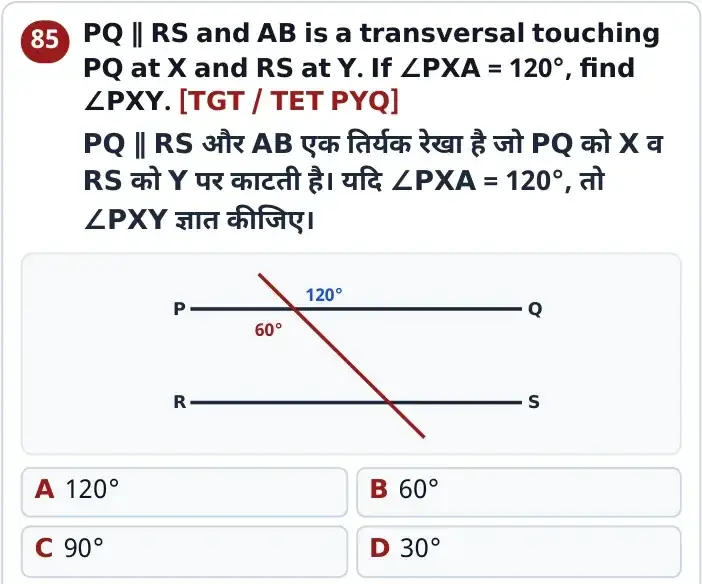 85 PQ ∥ RS and AB is a transversal touching
PQ at X and RS at Y. If ∠PXA = 120°, find
∠PXY. [TGT / TET PYQ]
PQ ∥ RS और AB एक तिर्यक रेखा है जो PQ को X व
RS को Y पर काटती है। यदि ∠PXA = 120°, तो
∠PXY ज्ञात कीजिए।
120°
P Q
60°
R S
A 120° B 60°
C 90° D 30°